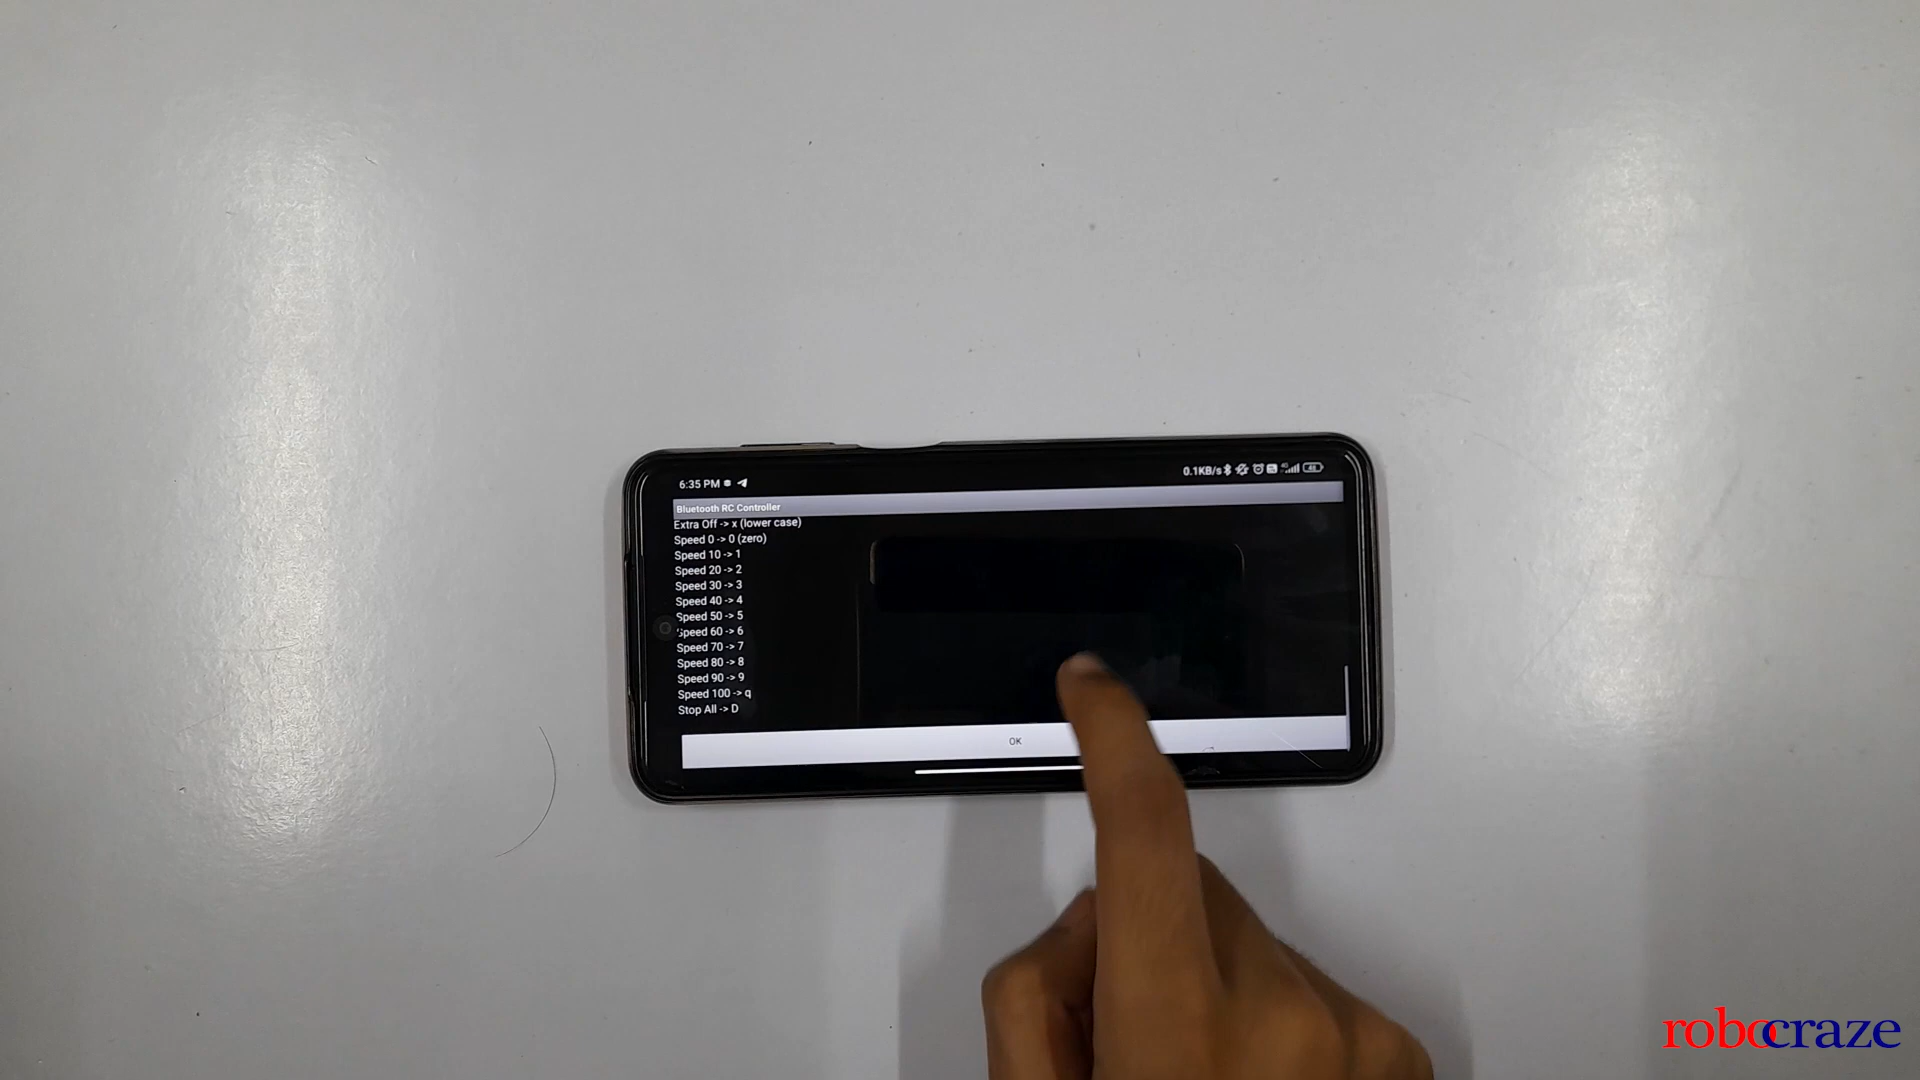 6:35 PM
0.1KB/s
Bluetooth RC Controller
Extra Off -> x (lower case)
Speed 0 -> 0 (zero)
Speed 10 -> 1
Speed 20 -> 2
Speed 30 -> 3
Speed 40 -> 4
Speed 50 -> 5
Speed 60 -> 6
Speed 70 -> 7
Speed 80 -> 8
Speed 90 -> 9
Speed 100 -> q
Stop All -> D
OK
robocraze